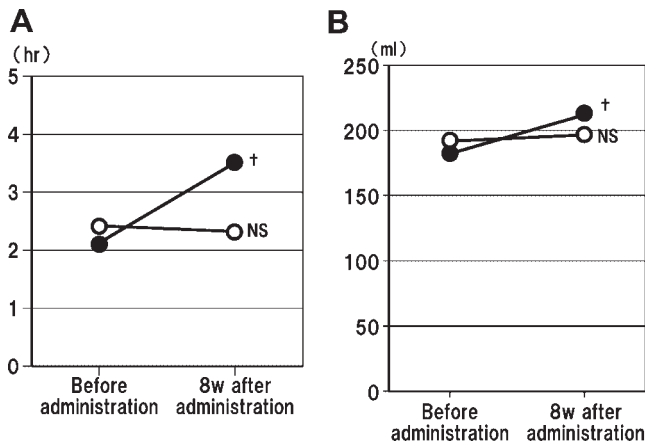 A
(hr)
5
4
3
2
1
0
†
NS
Before
administration
8w after
administration
B
(ml)
250
200
150
100
50
0
†
NS
Before
administration
8w after
administration